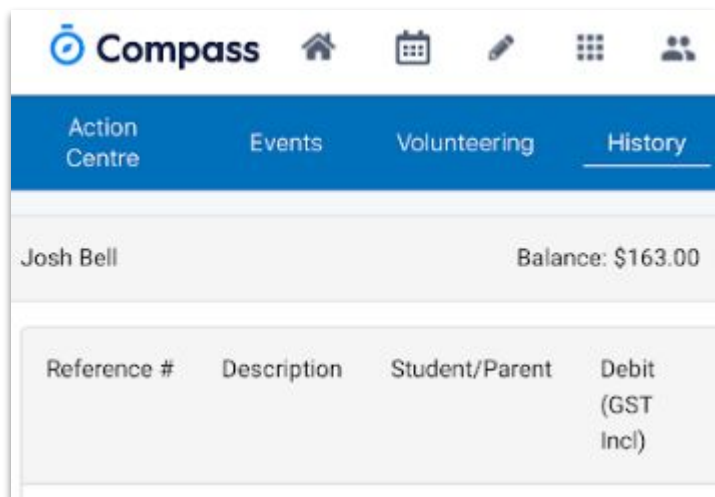 Compass
Action Centre Events Volunteering History
Josh Bell Balance: $163.00
Reference # Description Student/Parent Debit (GST Incl)